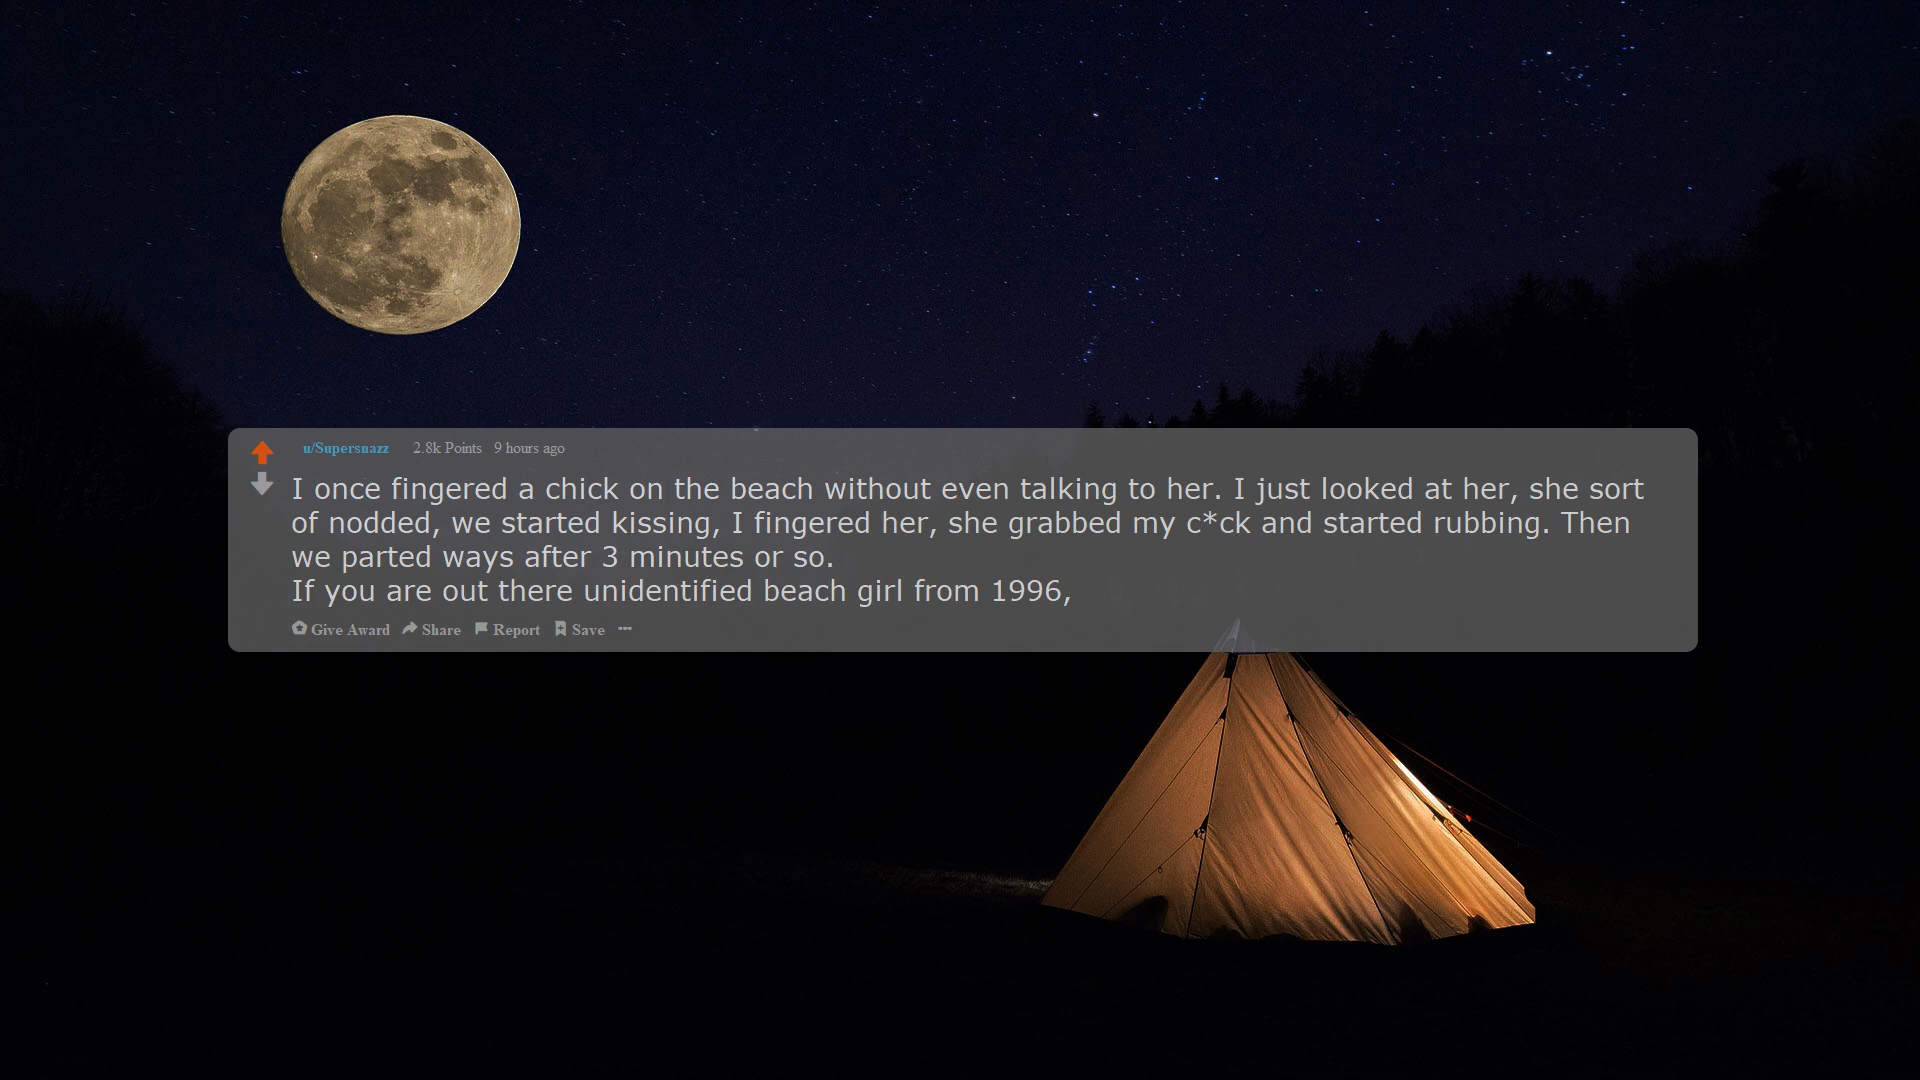 u/Supersnazz 2.8k Points 9 hours ago
I once fingered a chick on the beach without even talking to her. I just looked at her, she sort
of nodded, we started kissing, I fingered her, she grabbed my c*ck and started rubbing. Then
we parted ways after 3 minutes or so.
If you are out there unidentified beach girl from 1996,
Give Award Share Report Save